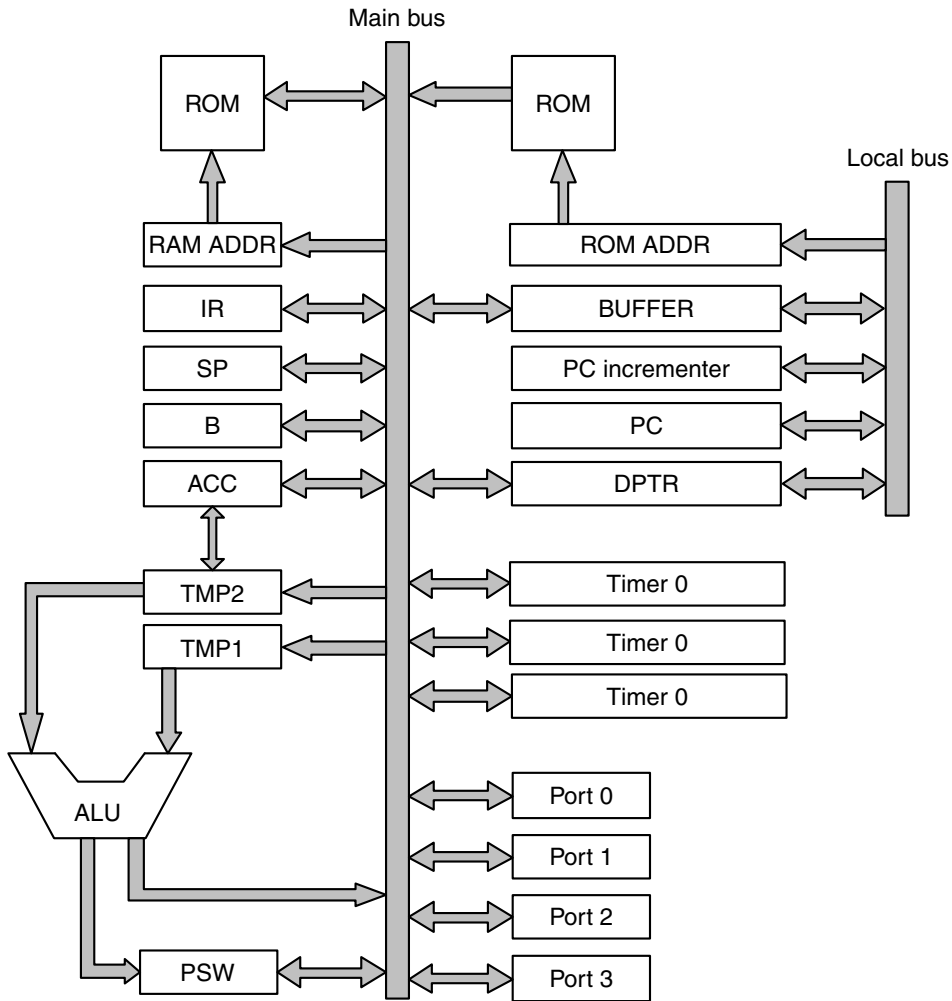 Main bus
ROM
ROM
Local bus
RAM ADDR
ROM ADDR
IR
BUFFER
SP
PC incrementer
B
PC
ACC
DPTR
TMP2
Timer 0
TMP1
Timer 0
Timer 0
ALU
Port 0
Port 1
Port 2
PSW
Port 3